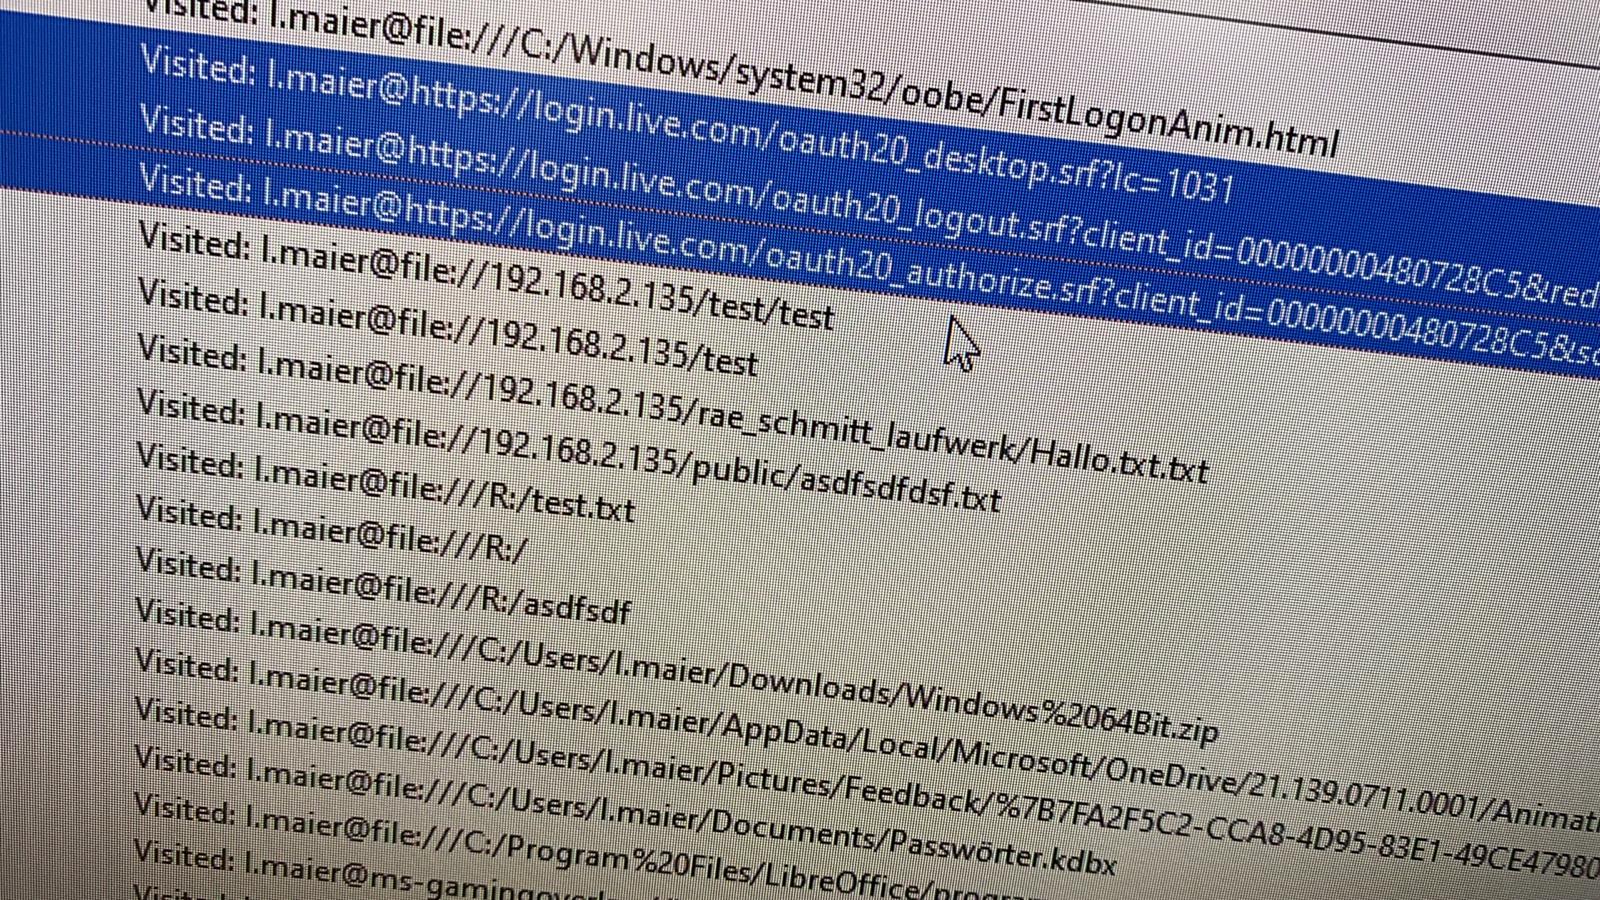 Visited: l.maier@file:///C:/Windows/system32/oobe/FirstLogonAnim.html
Visited: l.maier@https://login.live.com/oauth20_desktop.srf?lc=1031
Visited: l.maier@https://login.live.com/oauth20_logout.srf?client_id=00000000480728C5&red
Visited: l.maier@https://login.live.com/oauth20_authorize.srf?client_id=00000000480728C5&sc
Visited: l.maier@file://192.168.2.135/test/test
Visited: l.maier@file://192.168.2.135/test
Visited: l.maier@file://192.168.2.135/rae_schmitt_laufwerk/Hallo.txt.txt
Visited: l.maier@file://192.168.2.135/public/asdfsdfdsf.txt
Visited: l.maier@file:///R:/test.txt
Visited: l.maier@file:///R:/
Visited: l.maier@file:///R:/asdfsdf
Visited: l.maier@file:///C:/Users/l.maier/Downloads/Windows%2064Bit.zip
Visited: l.maier@file:///C:/Users/l.maier/AppData/Local/Microsoft/OneDrive/21.139.0711.0001/Animati
Visited: l.maier@file:///C:/Users/l.maier/Pictures/Feedback/%7B7FA2F5C2-CCA8-4D95-83E1-49CE47980
Visited: l.maier@file:///C:/Users/l.maier/Documents/Passwörter.kdbx
Visited: l.maier@file:///C:/Program%20Files/LibreOffice/progra
Visited: l.maier@ms-gamingoverl
Visited: